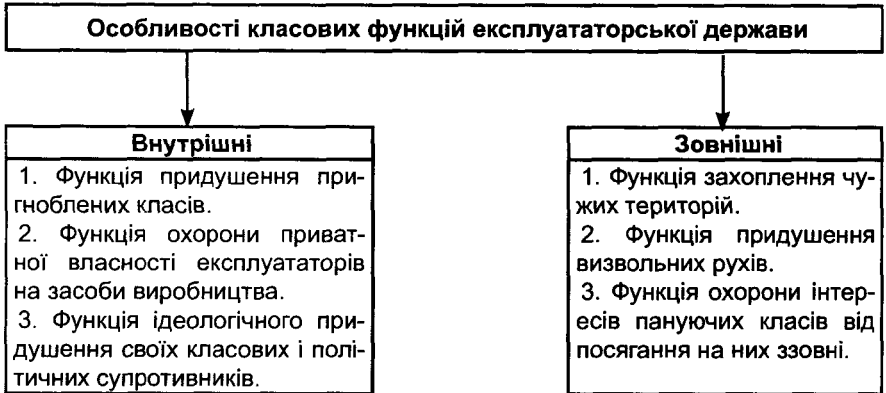 Особливості класових функцій експлуататорської держави
Внутрішні
1. Функція придушення при-
гноблених класів.
2. Функція охорони приват-
ної власності експлуататорів
на засоби виробництва.
3. Функція ідеологічного при-
душення своїх класових і полі-
тичних супротивників.
Зовнішні
1. Функція захоплення чу-
жих територій.
2. Функція придушення
визвольних рухів.
3. Функція охорони інтер-
есів пануючих класів від
посягання на них ззовні.